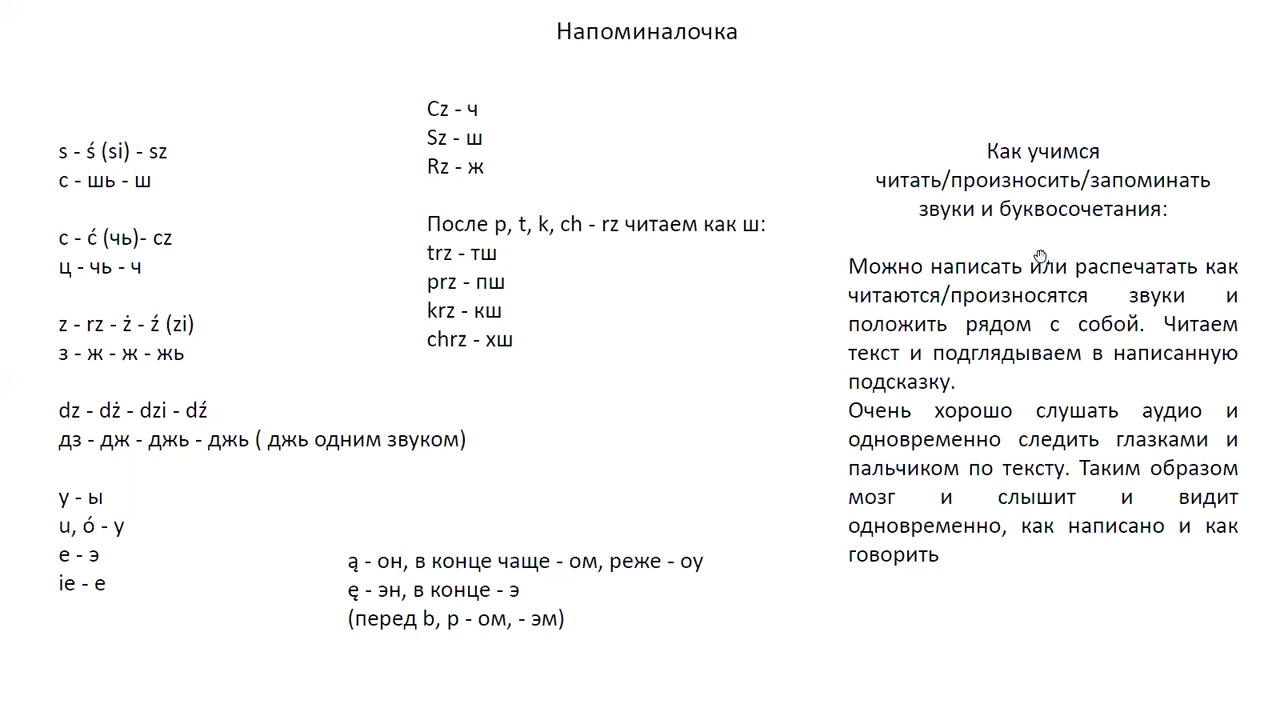 Напоминалочка
s - ś (si) - sz
с - шь - ш
c - ć (чь)- cz
ц - чь - ч
z - rz - ż - ź (zi)
з - ж - ж - жь
dz - dż - dzi - dź
дз - дж - джь - джь ( джь одним звуком)
y - ы
u, ó - у
e - э
ie - е
Cz - ч
Sz - ш
Rz - ж
После p, t, k, ch - rz читаем как ш:
trz - тш
prz - пш
krz - кш
chrz - хш
ą - он, в конце чаще - ом, реже - оу
ę - эн, в конце - э
(перед b, p - ом, - эм)
Как учимся
читать/произносить/запоминать
звуки и буквосочетания:
Можно написать или распечатать как
читаются/произносятся звуки и
положить рядом с собой. Читаем
текст и подглядываем в написанную
подсказку.
Очень хорошо слушать аудио и
одновременно следить глазками и
пальчиком по тексту. Таким образом
мозг и слышит и видит
одновременно, как написано и как
говорить